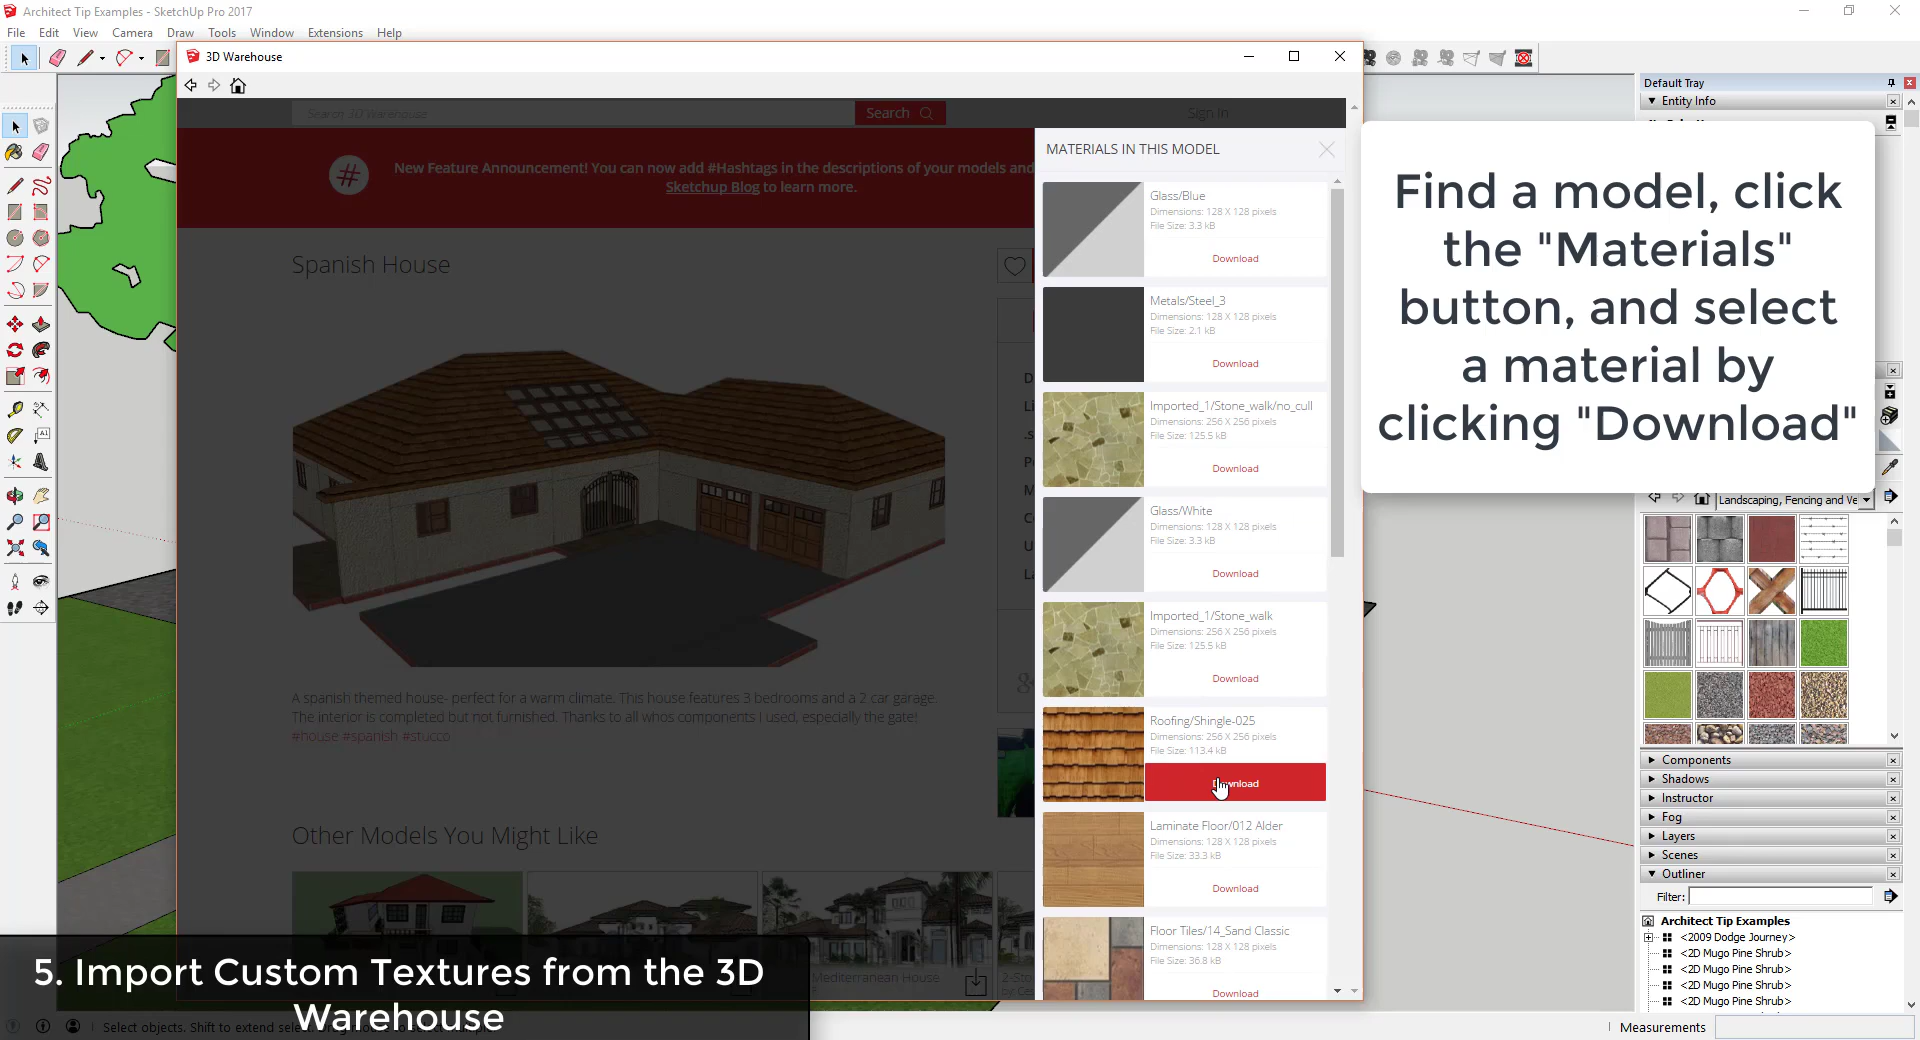 Architect Tip Examples - SketchUp Pro 2017
File Edit View Camera Draw Tools Window Extensions Help
3D Warehouse
Search 3D Warehouse
Search
Sign In
New Feature Announcement! You can now add #Hashtags in the descriptions of your models and
Sketchup Blog to learn more.
Spanish House
A spanish themed house- perfect for a warm climate. This house features 3 bedrooms and a 2 car garage.
The interior is completed but not furnished. Thanks to all whos components I used, especially the gate!
#house #spanish #stucco
Other Models You Might Like
Mediterranean House
MATERIALS IN THIS MODEL
Glass/Blue
Dimensions: 128 X 128 pixels
File Size: 3.3 kB
Download
Metals/Steel_3
Dimensions: 128 X 128 pixels
File Size: 2.1 kB
Download
Imported_1/Stone_walk/no_cull
Dimensions: 256 X 256 pixels
File Size: 125.5 kB
Download
Glass/White
Dimensions: 128 X 128 pixels
File Size: 3.3 kB
Download
Imported_1/Stone_walk
Dimensions: 256 X 256 pixels
File Size: 125.5 kB
Download
Roofing/Shingle-025
Dimensions: 256 X 256 pixels
File Size: 113.4 kB
Download
Laminate Floor/012 Alder
Dimensions: 128 X 128 pixels
File Size: 33.3 kB
Download
Floor Tiles/14_Sand Classic
Dimensions: 128 X 128 pixels
File Size: 36.8 kB
Download
Find a model, click
the "Materials"
button, and select
a material by
clicking "Download"
Default Tray
Entity Info
Landscaping, Fencing and Ve
Components
Shadows
Instructor
Fog
Layers
Scenes
Outliner
Filter:
Architect Tip Examples
<2009 Dodge Journey>
<2D Mugo Pine Shrub>
<2D Mugo Pine Shrub>
<2D Mugo Pine Shrub>
<2D Mugo Pine Shrub>
5. Import Custom Textures from the 3D
Warehouse
Select objects. Shift to extend
Measurements